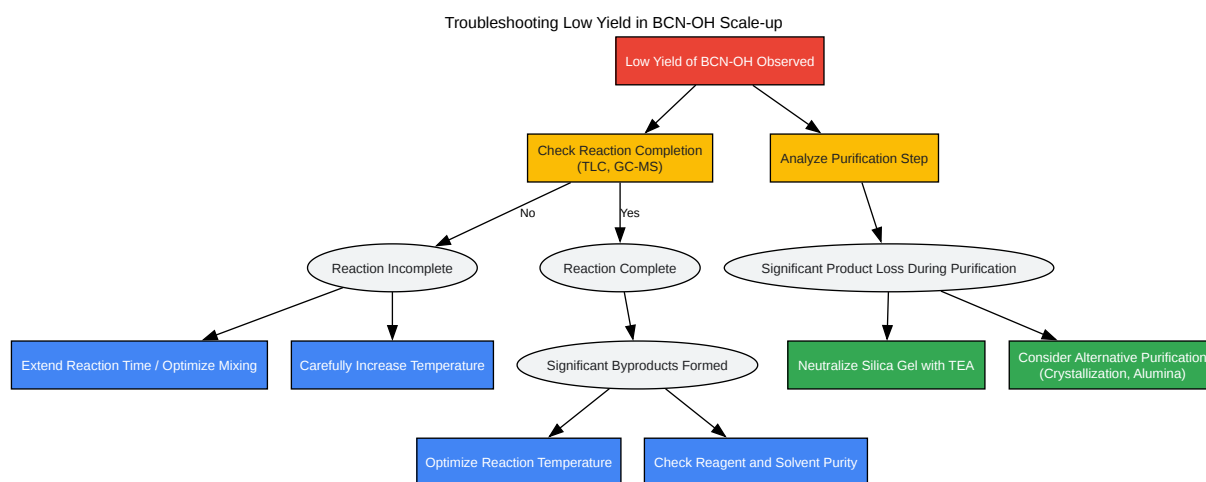 Troubleshooting Low Yield in BCN-OH Scale-up
Low Yield of BCN-OH Observed
Check Reaction Completion
(TLC, GC-MS)
Analyze Purification Step
No
Yes
Reaction Incomplete
Reaction Complete
Significant Product Loss During Purification
Extend Reaction Time / Optimize Mixing
Carefully Increase Temperature
Significant Byproducts Formed
Neutralize Silica Gel with TEA
Consider Alternative Purification
(Crystallization, Alumina)
Optimize Reaction Temperature
Check Reagent and Solvent Purity